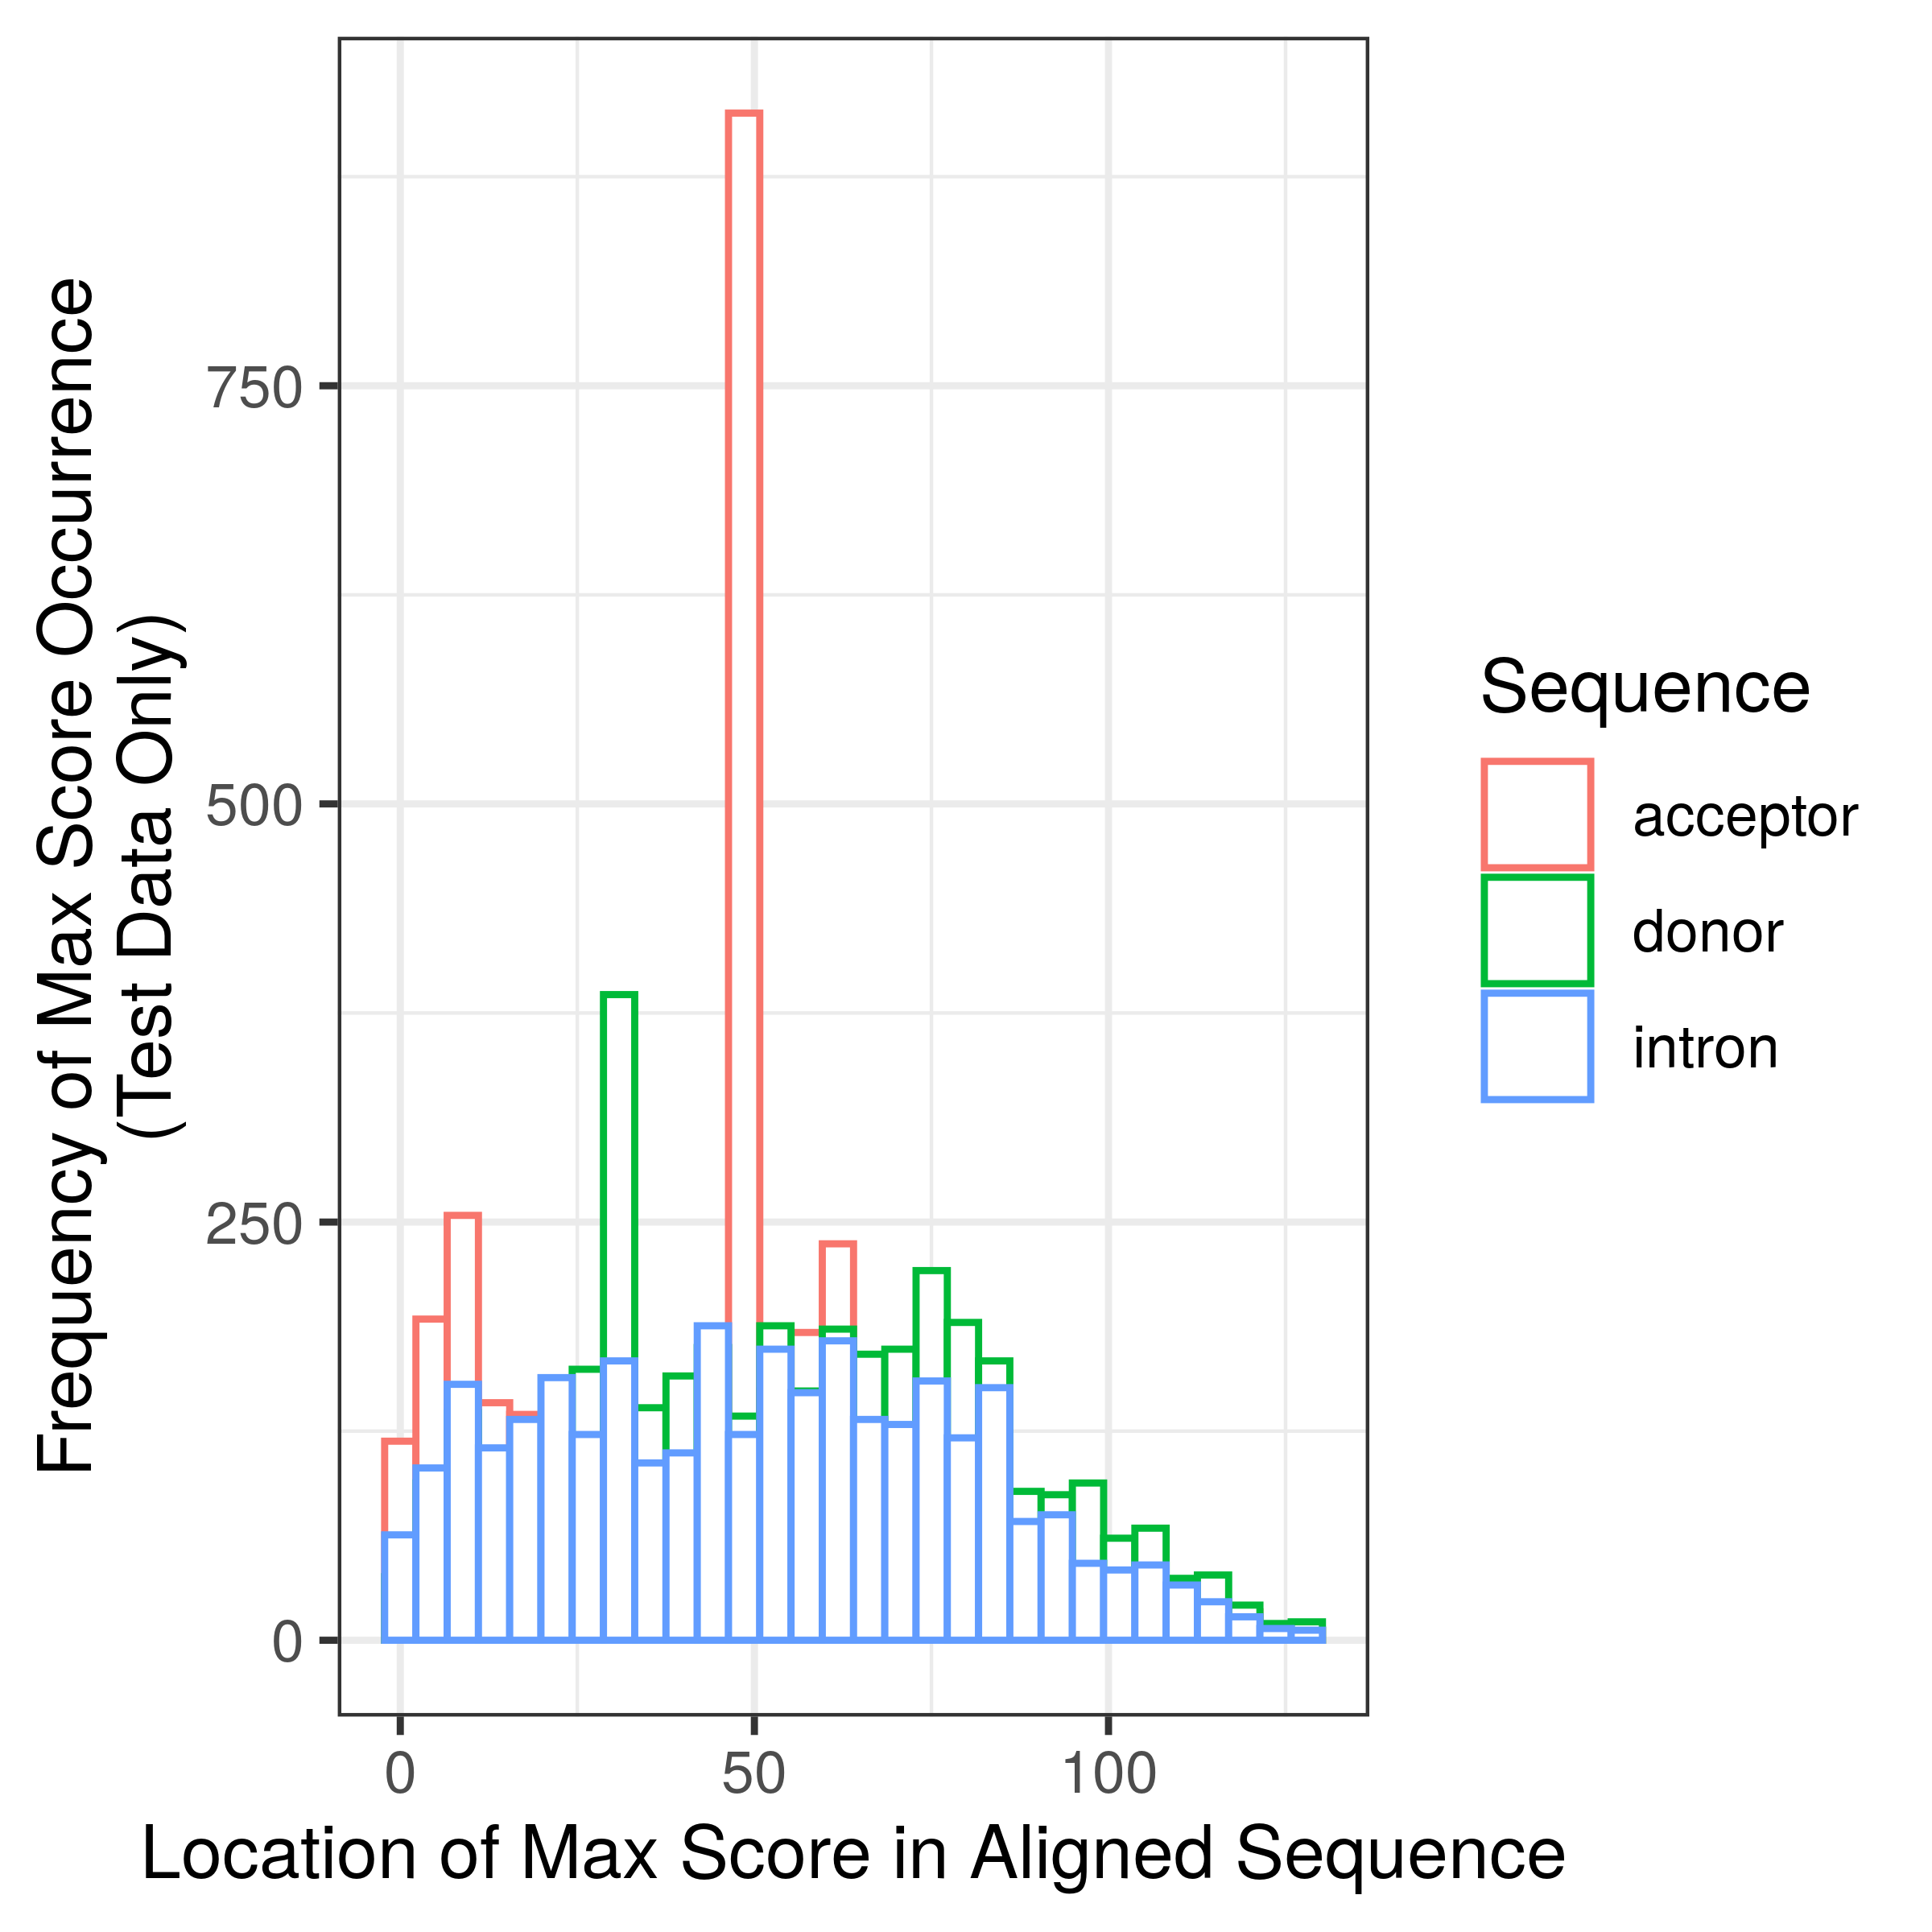 Frequency of Max Score Occurrence
(Test Data Only)
750
500
250
0
0
50
100
Location of Max Score in Aligned Sequence
Sequence
acceptor
donor
intron